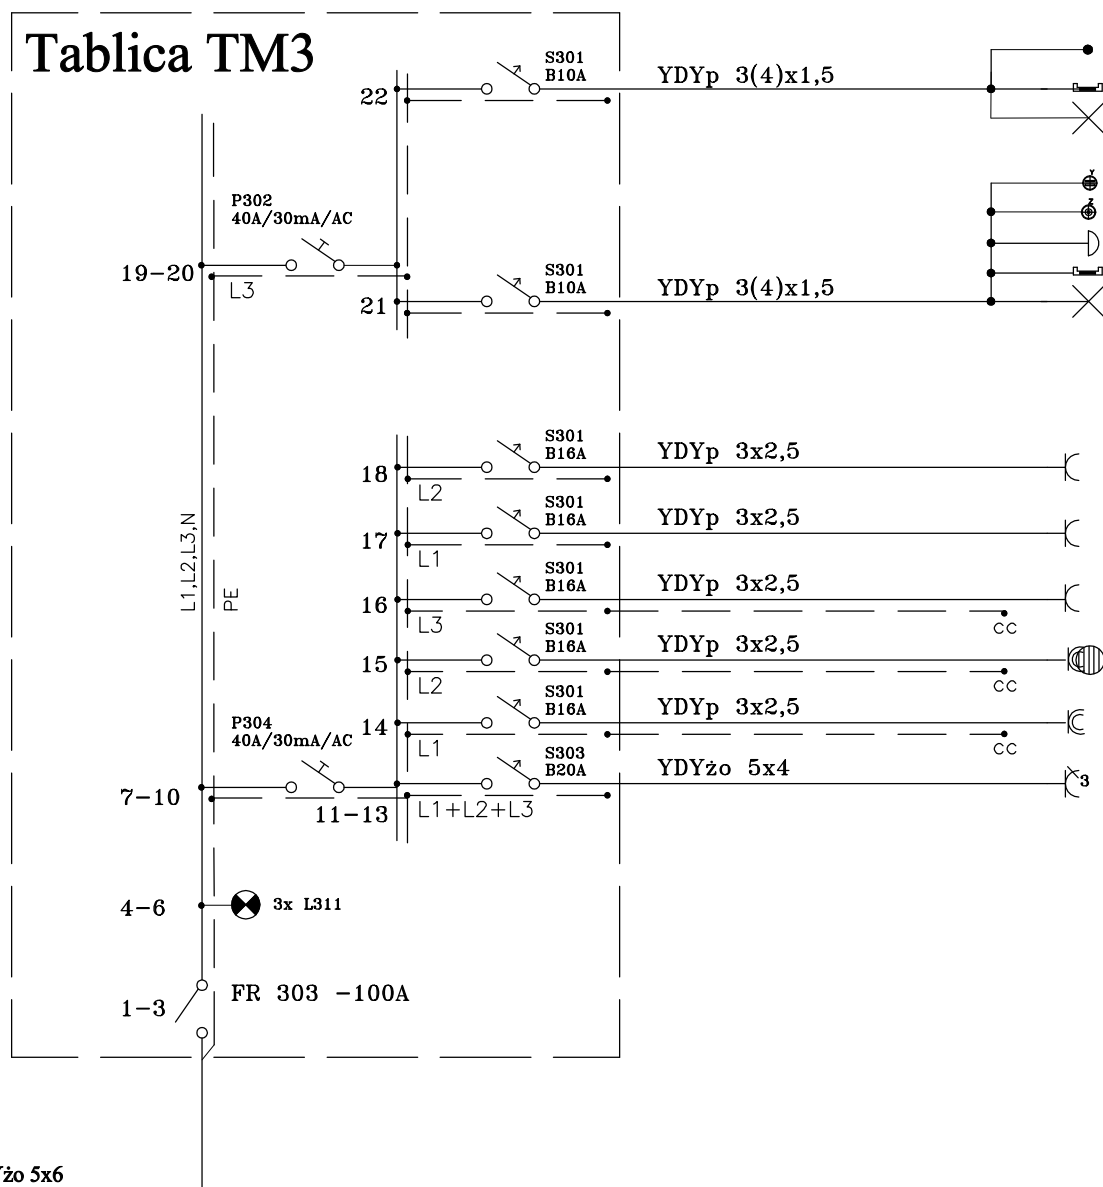 Tablica TM3
S301
B10A
YDYp 3(4)x1,5
22
Y
P302
40A/30mA/AC
Z
19-20
L3
S301
B10A
YDYp 3(4)x1,5
21
S301
B16A
YDYp 3x2,5
18
L2
S301
B16A
YDYp 3x2,5
17
L1
L1,L2,L3,N
PE
S301
B16A
YDYp 3x2,5
16
L3
CC
S301
B16A
YDYp 3x2,5
15
L2
CC
S301
B16A
YDYp 3x2,5
14
L1
CC
P304
40A/30mA/AC
S303
B20A
YDYżo 5x4
3
7-10
11-13
L1+L2+L3
4-6
3x L311
1-3
FR 303 -100A
żo 5x6